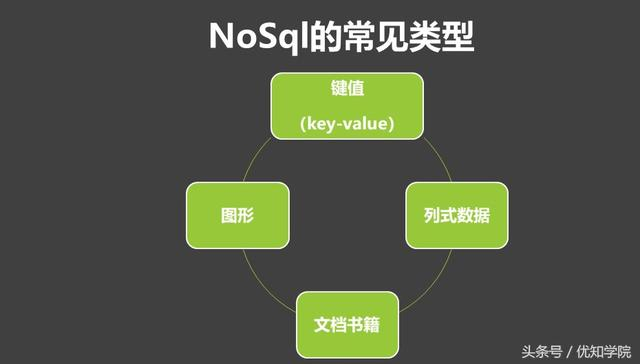 NoSql的常见类型
键值
（key-value）
图形
列式数据
文档书籍
头条号 / 优知学院